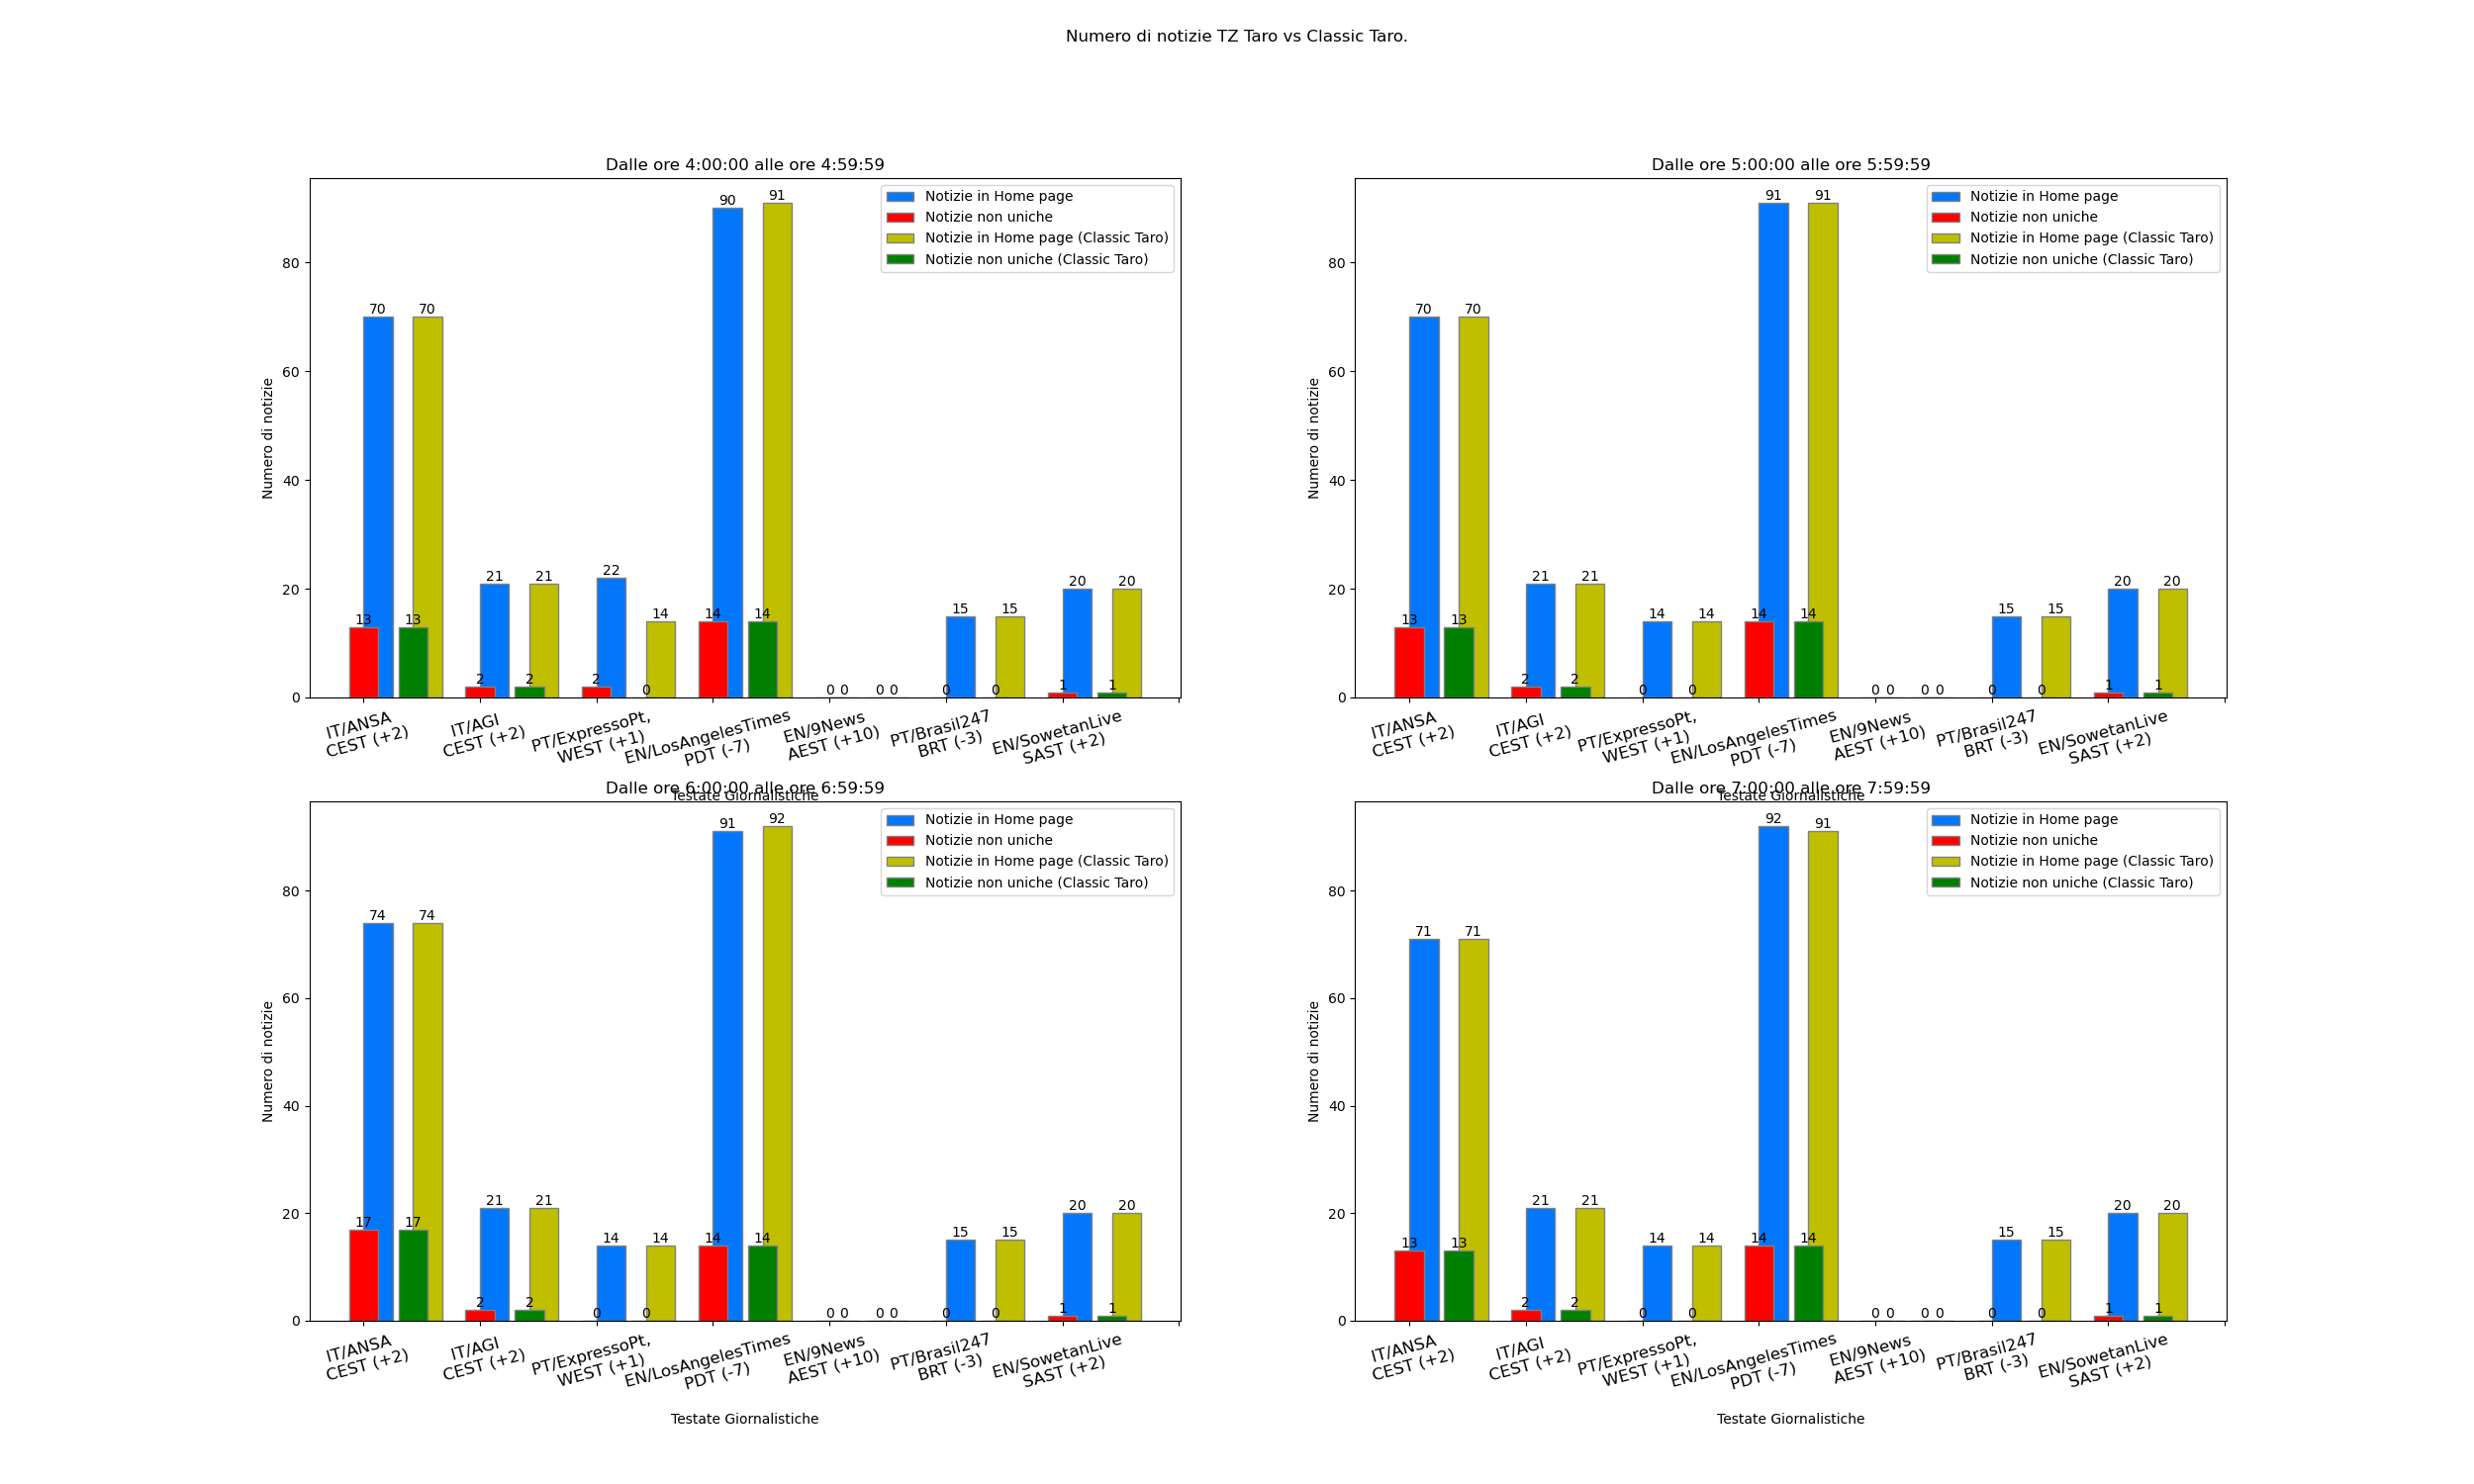 Numero di notizie TZ Taro vs Classic Taro.
Dalle ore 4:00:00 alle ore 4:59:59
Notizie in Home page
Notizie non uniche
Notizie in Home page (Classic Taro)
Notizie non uniche (Classic Taro)
Numero di notizie
80
60
40
20
0
70 70 21 21 22 14 90 91 0 0 15 15 20 20
13 13 2 2 2 0 14 14 0 0 0 0 1 1
IT/ANSA
CEST (+2)
IT/AGI
CEST (+2)
PT/ExpressoPt,
WEST (+1)
EN/LosAngelesTimes
PDT (-7)
EN/9News
AEST (+10)
PT/Brasil247
BRT (-3)
EN/SowetanLive
SAST (+2)
Testate Giornalistiche
Dalle ore 5:00:00 alle ore 5:59:59
Notizie in Home page
Notizie non uniche
Notizie in Home page (Classic Taro)
Notizie non uniche (Classic Taro)
Numero di notizie
80
60
40
20
0
70 70 21 21 14 14 91 91 0 0 15 15 20 20
13 13 2 2 0 0 14 14 0 0 0 0 1 1
IT/ANSA
CEST (+2)
IT/AGI
CEST (+2)
PT/ExpressoPt,
WEST (+1)
EN/LosAngelesTimes
PDT (-7)
EN/9News
AEST (+10)
PT/Brasil247
BRT (-3)
EN/SowetanLive
SAST (+2)
Testate Giornalistiche
Dalle ore 6:00:00 alle ore 6:59:59
Notizie in Home page
Notizie non uniche
Notizie in Home page (Classic Taro)
Notizie non uniche (Classic Taro)
Numero di notizie
80
60
40
20
0
74 74 21 21 14 14 91 92 0 0 15 15 20 20
17 17 2 2 0 0 14 14 0 0 0 0 1 1
IT/ANSA
CEST (+2)
IT/AGI
CEST (+2)
PT/ExpressoPt,
WEST (+1)
EN/LosAngelesTimes
PDT (-7)
EN/9News
AEST (+10)
PT/Brasil247
BRT (-3)
EN/SowetanLive
SAST (+2)
Testate Giornalistiche
Dalle ore 7:00:00 alle ore 7:59:59
Notizie in Home page
Notizie non uniche
Notizie in Home page (Classic Taro)
Notizie non uniche (Classic Taro)
Numero di notizie
80
60
40
20
0
71 71 21 21 14 14 92 91 0 0 15 15 20 20
13 13 2 2 0 0 14 14 0 0 0 0 1 1
IT/ANSA
CEST (+2)
IT/AGI
CEST (+2)
PT/ExpressoPt,
WEST (+1)
EN/LosAngelesTimes
PDT (-7)
EN/9News
AEST (+10)
PT/Brasil247
BRT (-3)
EN/SowetanLive
SAST (+2)
Testate Giornalistiche